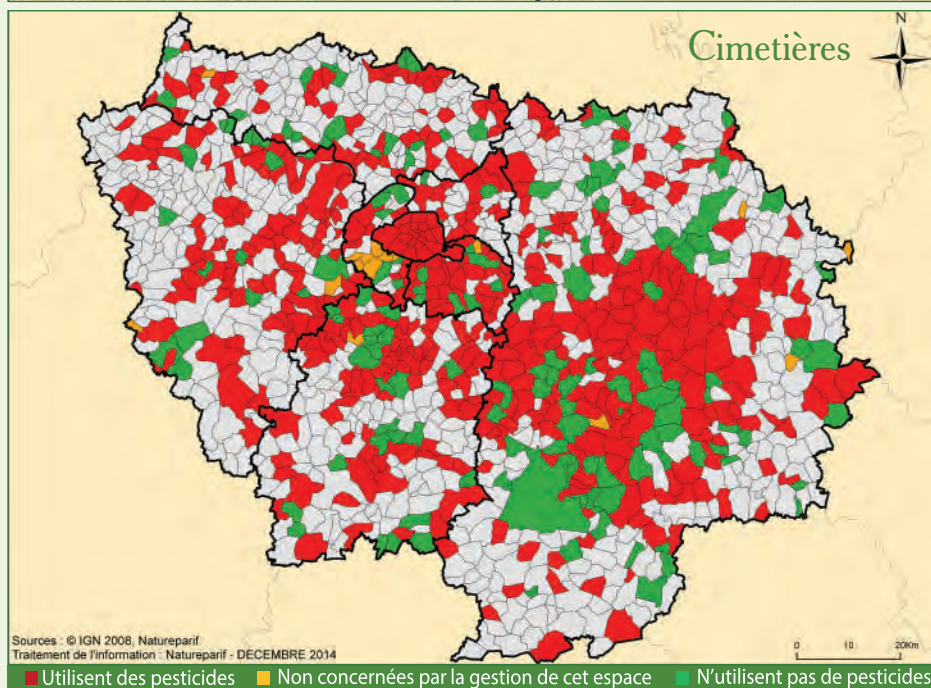 Cimetières
N
Sources : © IGN 2008, Natureparif
Traitement de l'information : Natureparif - DECEMBRE 2014
0 10 20Km
Utilisent des pesticides Non concernées par la gestion de cet espace N'utilisent pas de pesticides